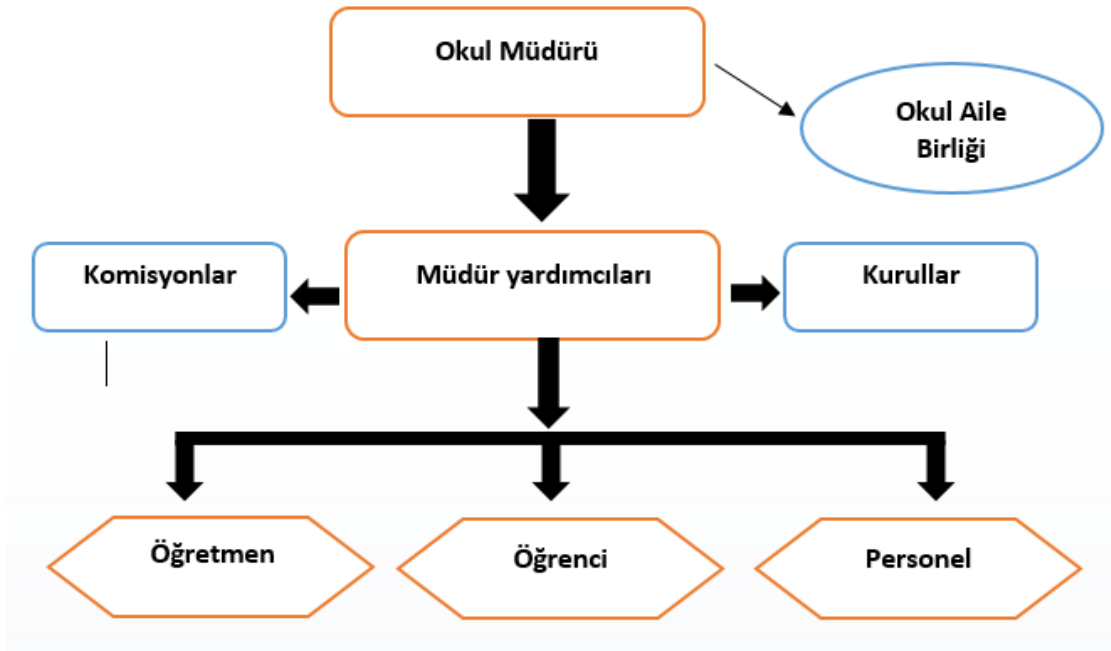 Okul Müdürü
Okul Aile
Birliği
Komisyonlar
Müdür yardımcıları
Kurullar
Öğretmen
Öğrenci
Personel